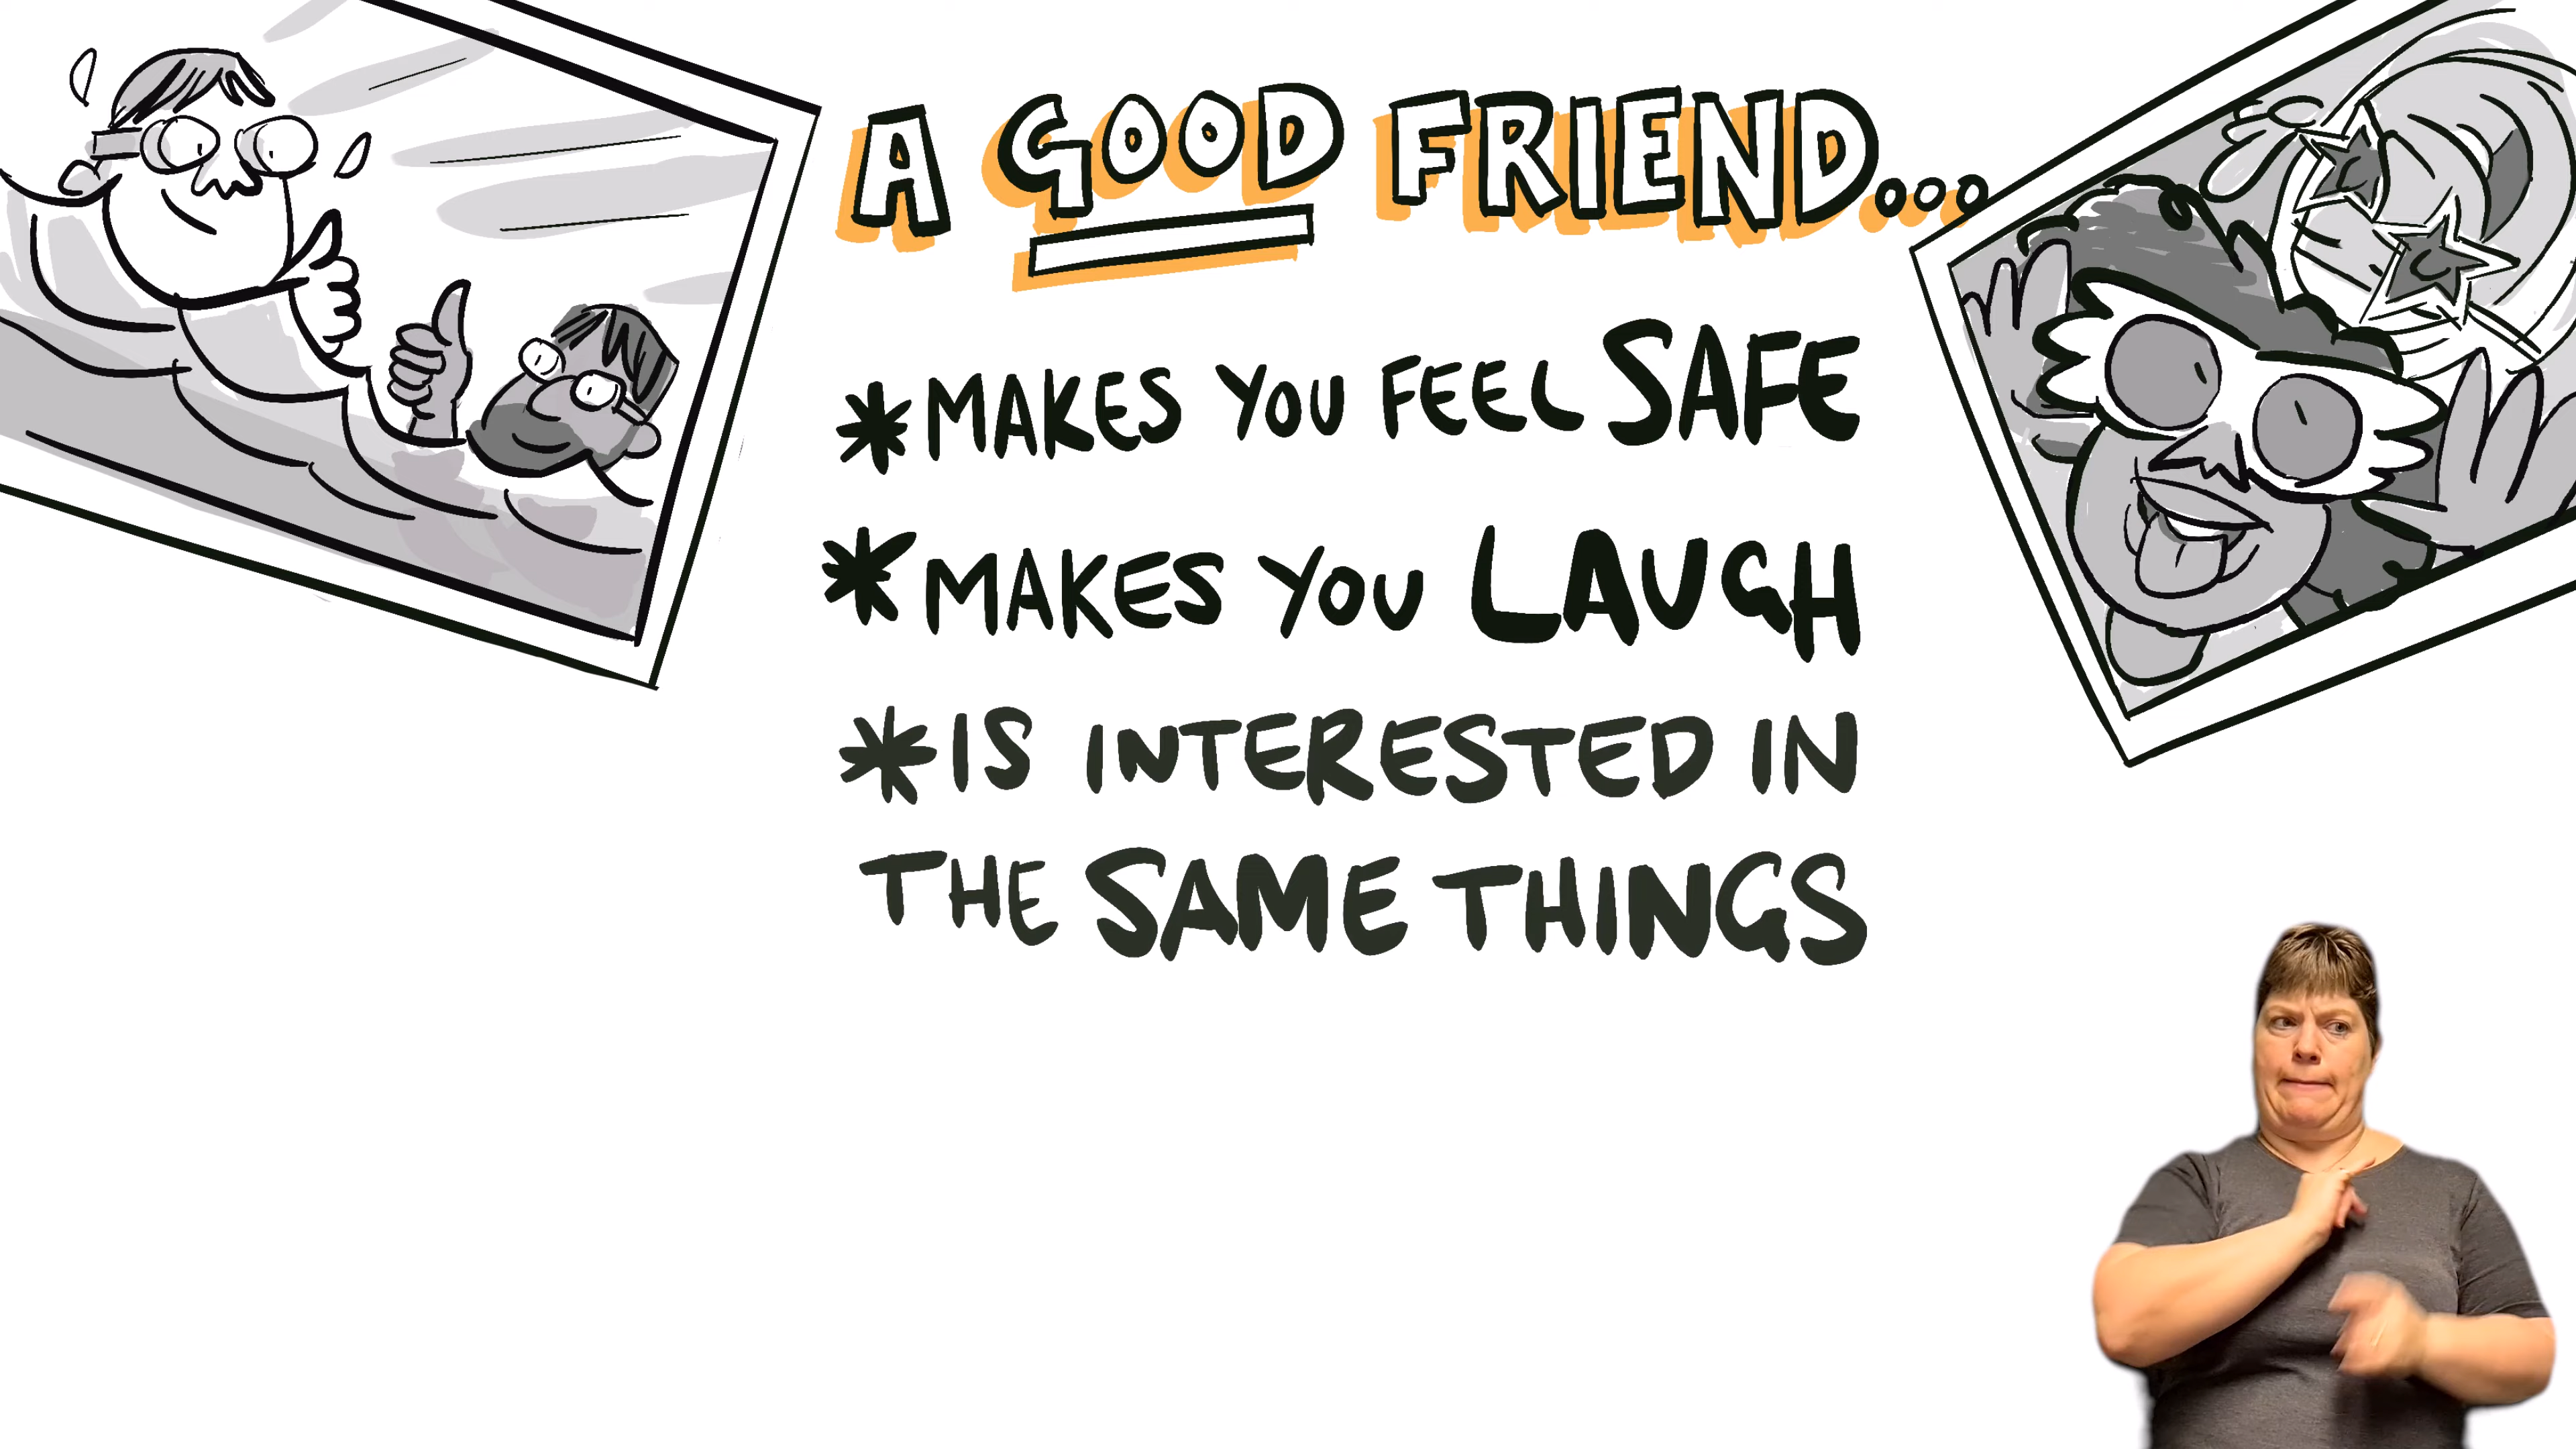 A GOOD FRIEND...
*MAKES YOU FEEL SAFE
*MAKES YOU LAUGH
*IS INTERESTED IN
THE SAME THINGS